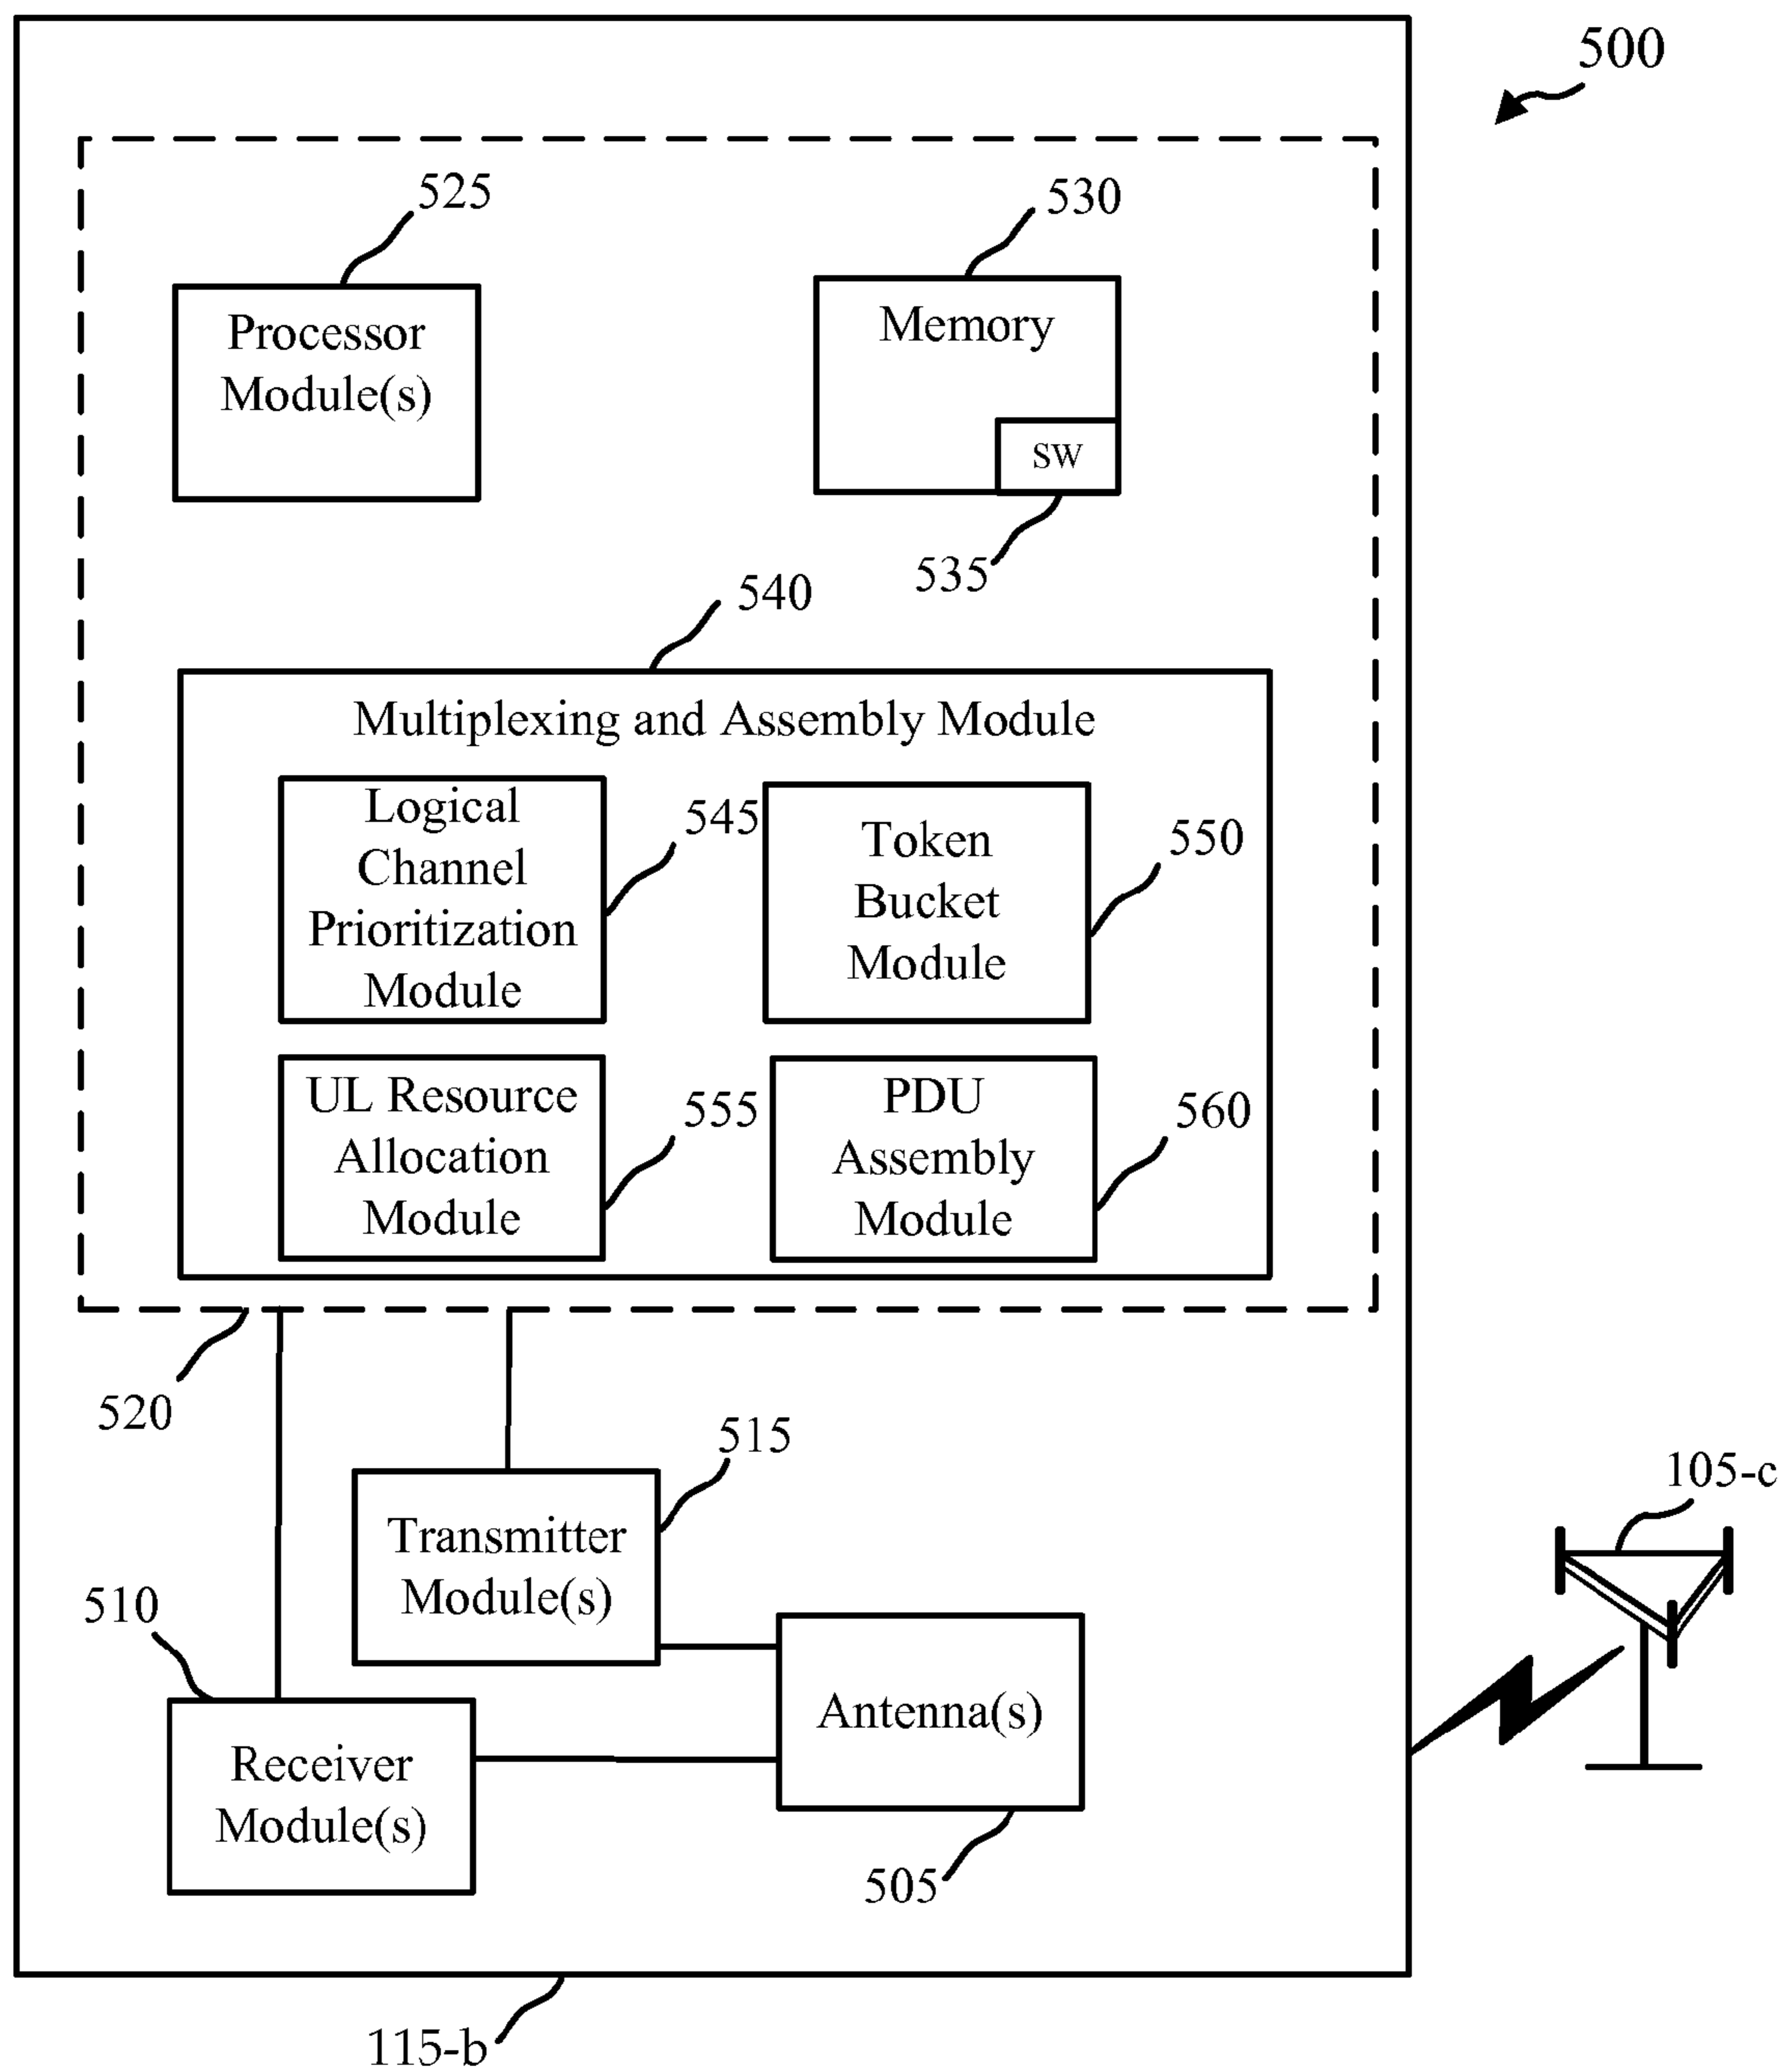 500
525
530
Processor
Module(s)
Memory
SW
535
540
Multiplexing and Assembly Module
Logical
Channel
Prioritization
Module
545
Token
Bucket
Module
550
UL Resource
Allocation
Module
555
PDU
Assembly
Module
560
520
515
Transmitter
Module(s)
105-c
510
Receiver
Module(s)
Antenna(s)
505
115-b